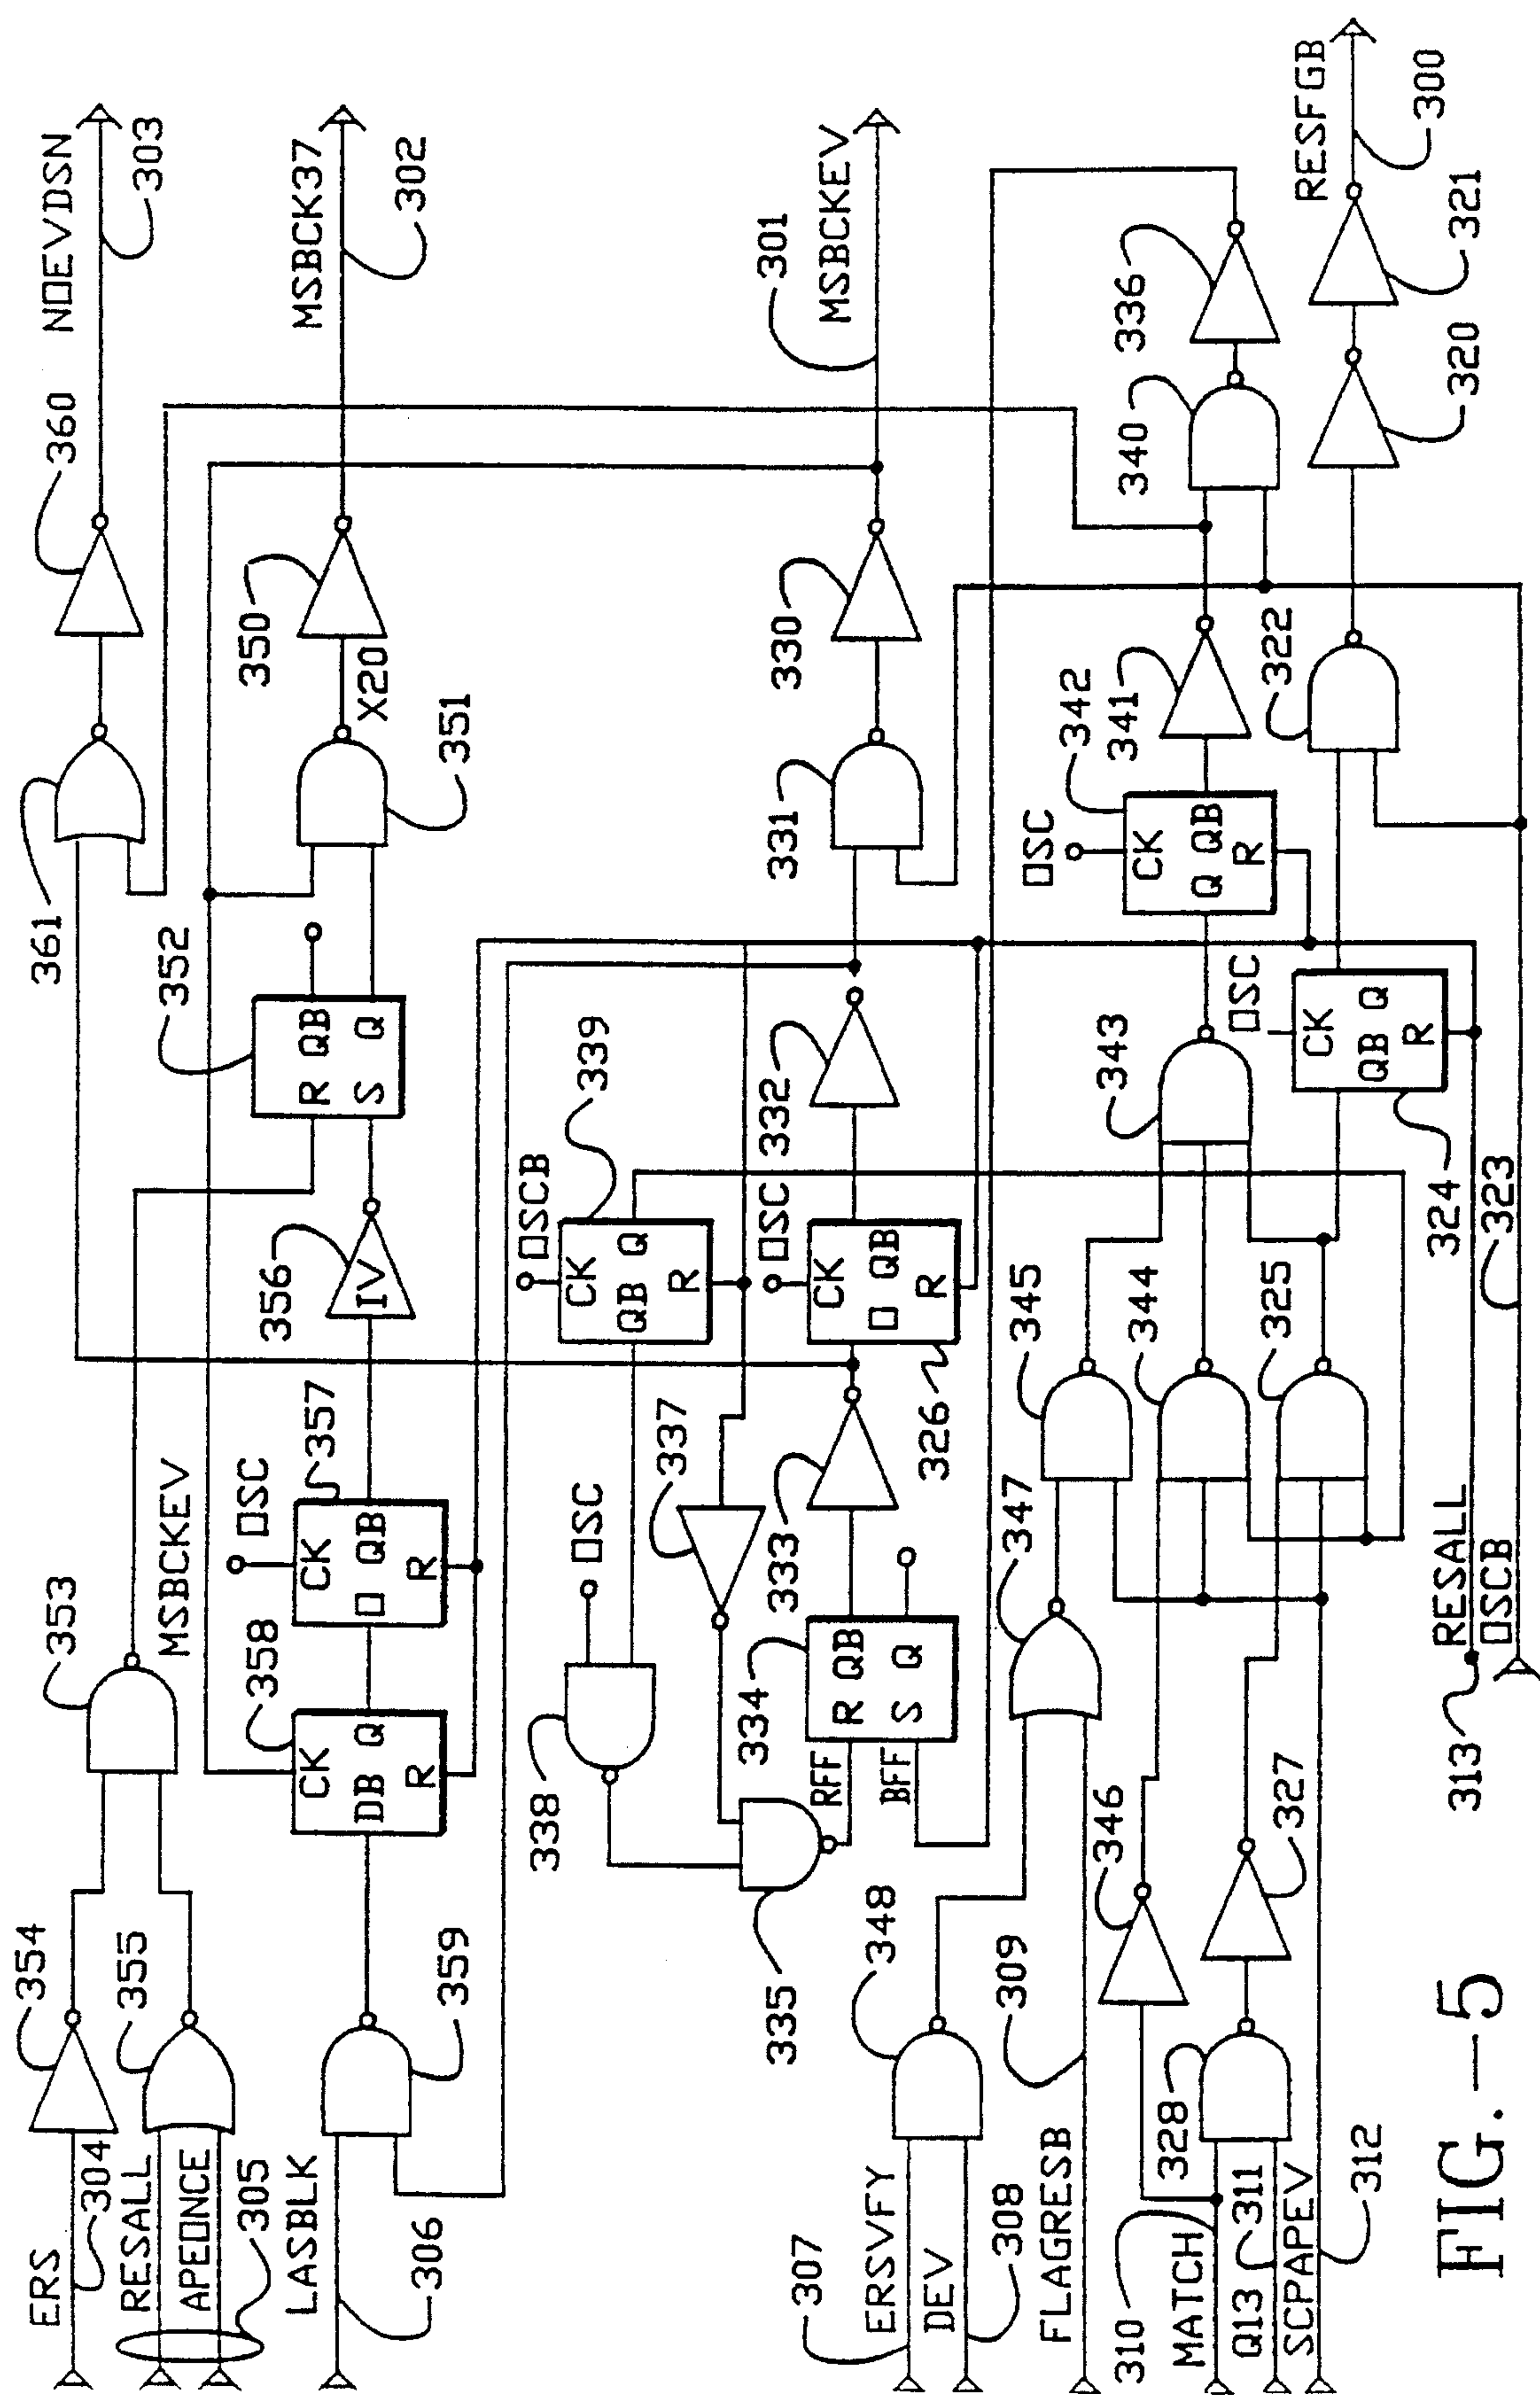 ERS
304
354
353
361
360
NOEVDSN
303
RESALL
APEONCE
305
355
MSBCKEV
352
R QB
S Q
351
350
X20
MSBCK37
302
LASBLK
306
359
358
CK
DB Q
R
OSC
357
CK
O QB
R
356
IV
338
OSC
OSCB
339
CK
QB Q
R
337
335
334
RFF
BFF
R QB
S Q
333
326
OSC
CK
O QB
R
332
331
330
301
MSBCKEV
307
ERSVFY
DEV
308
348
347
345
FLAGRESB
309
346
344
343
OSC
342
CK
Q QB
R
341
340
336
310
MATCH
Q13
311
SCPAPEV
312
328
327
325
OSC
CK
QB Q
R
324
322
320
321
RESFGB
300
313
RESALL
OSCB
323
FIG.-5